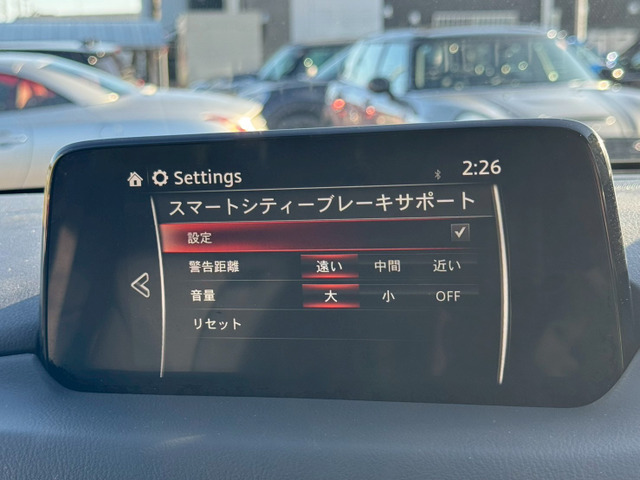 Settings 2:26
スマートシティーブレーキサポート
設定
警告距離 遠い 中間 近い
音量 大 小 OFF
リセット